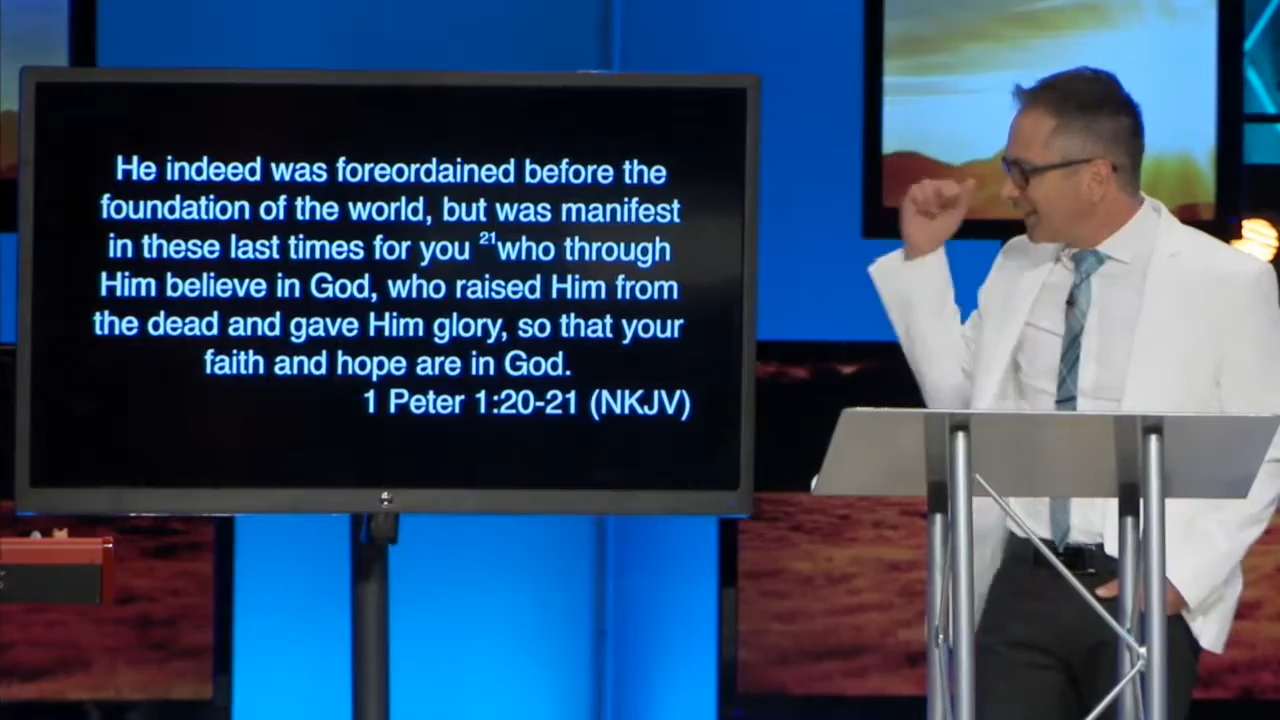 He indeed was foreordained before the
foundation of the world, but was manifest
in these last times for you ²¹who through
Him believe in God, who raised Him from
the dead and gave Him glory, so that your
faith and hope are in God.
1 Peter 1:20-21 (NKJV)